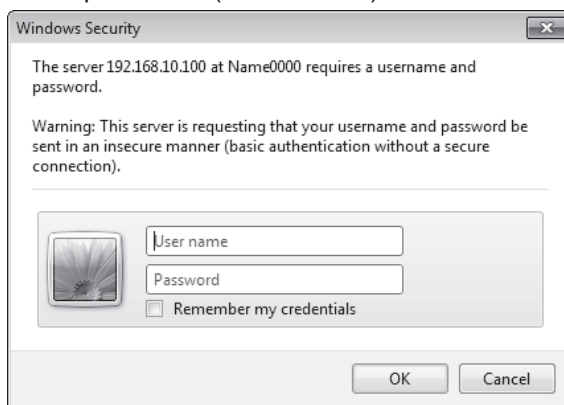 Windows Security
The server 192.168.10.100 at Name0000 requires a username and
password.
Warning: This server is requesting that your username and password be
sent in an insecure manner (basic authentication without a secure
connection).
User name
Password
Remember my credentials
OK
Cancel